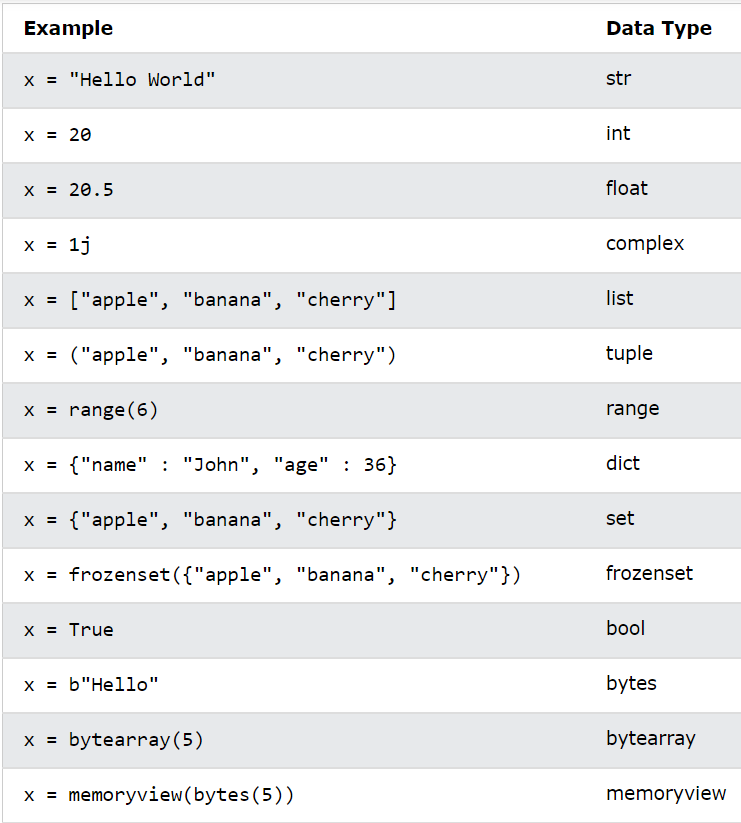 Example Data Type
x = "Hello World" str
x = 20 int
x = 20.5 float
x = 1j complex
x = ["apple", "banana", "cherry"] list
x = ("apple", "banana", "cherry") tuple
x = range(6) range
x = {"name" : "John", "age" : 36} dict
x = {"apple", "banana", "cherry"} set
x = frozenset({"apple", "banana", "cherry"}) frozenset
x = True bool
x = b"Hello" bytes
x = bytearray(5) bytearray
x = memoryview(bytes(5)) memoryview